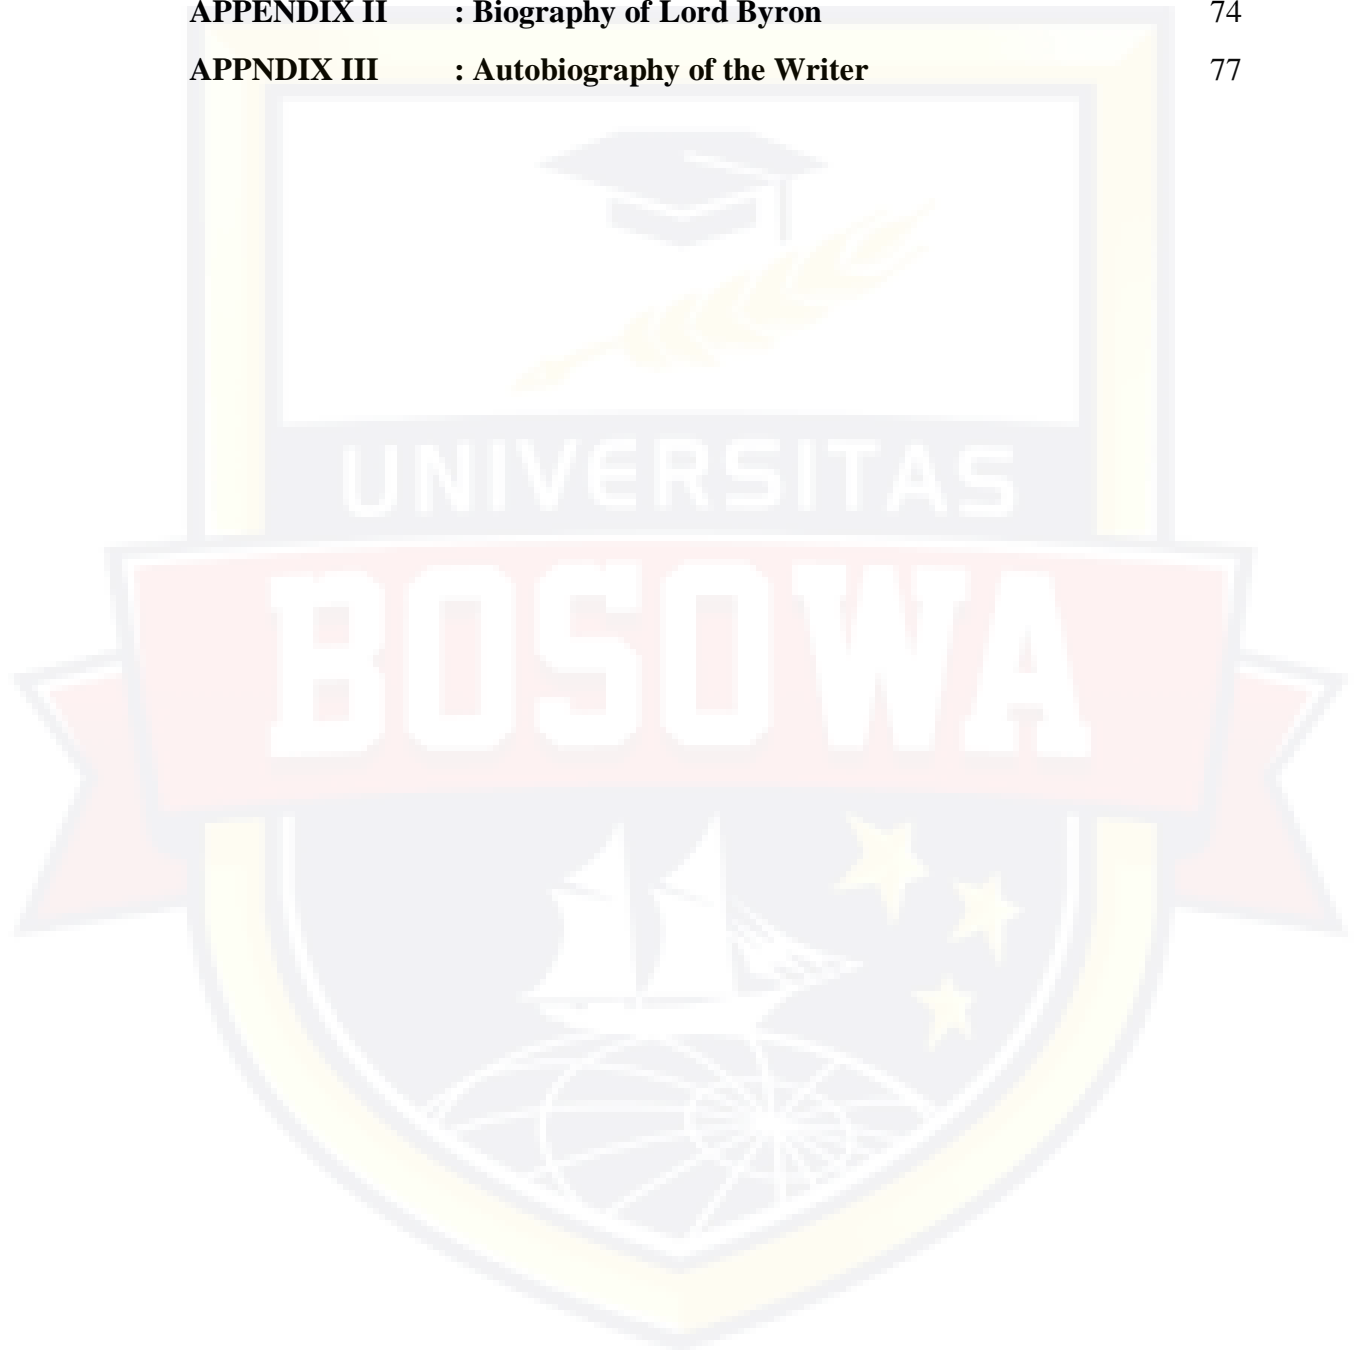 APPENDIX II : Biography of Lord Byron 74
APPNDIX III : Autobiography of the Writer 77
UNIVERSITAS
BOSOWA